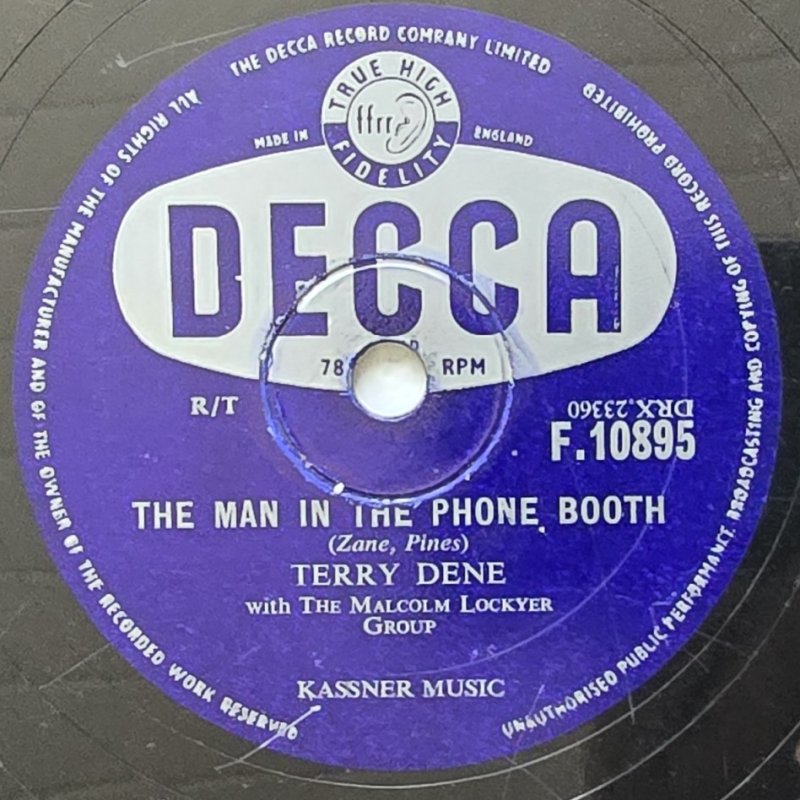 THE DECCA RECORD COMPANY LIMITED
TRUE HIGH
ffrr
FIDELITY
MADE IN ENGLAND
DECCA
78 RPM
R/T
DRX.23360
F.10895
THE MAN IN THE PHONE BOOTH
(Zane, Pines)
TERRY DENE
with THE MALCOLM LOCKYER
GROUP
KASSNER MUSIC
ALL RIGHTS OF THE MANUFACTURER AND OF THE OWNER OF THE RECORDED WORK RESERVED
UNAUTHORISED PUBLIC PERFORMANCE, BROADCASTING AND COPYING OF THIS RECORD PROHIBITED